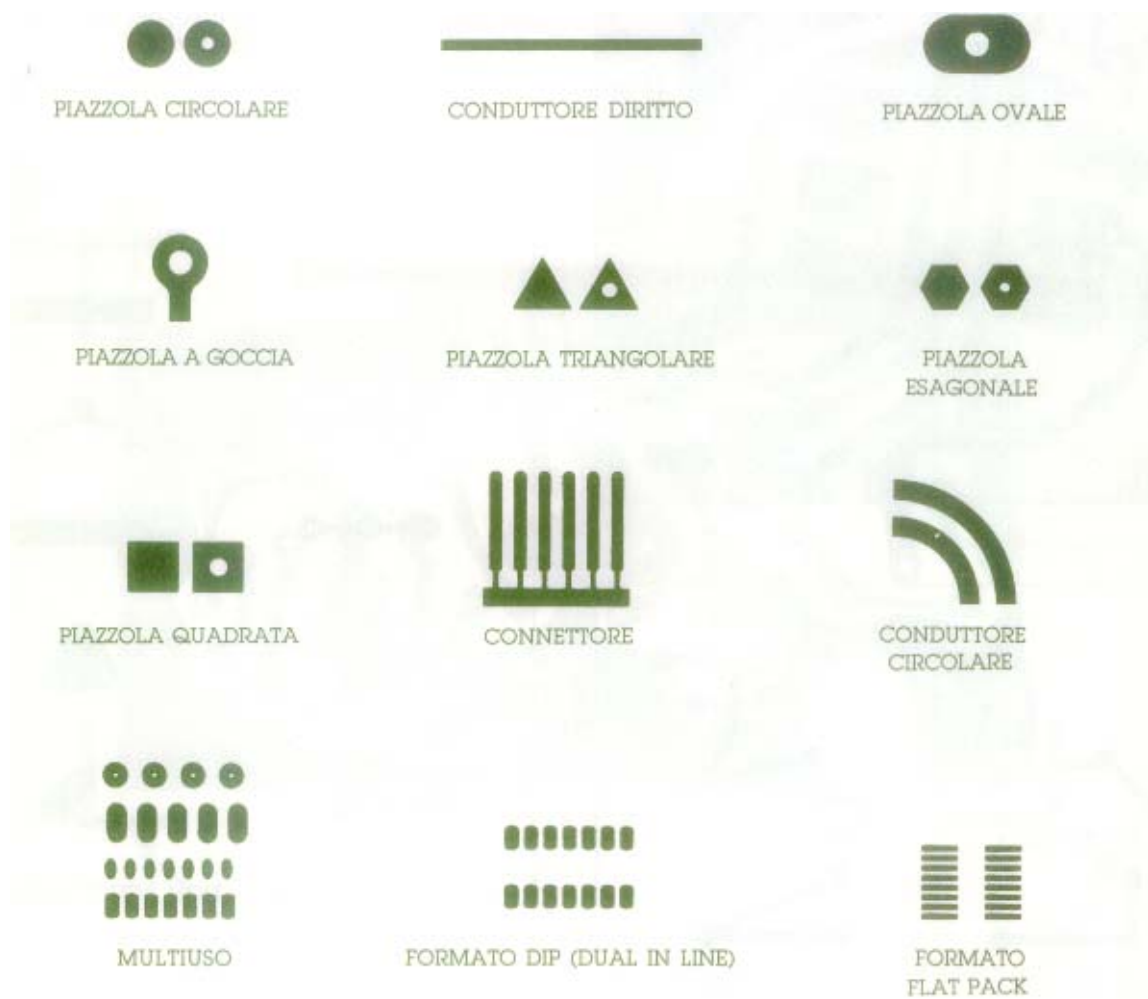 PIAZZOLA CIRCOLARE
CONDUTTORE DIRITTO
PIAZZOLA OVALE
PIAZZOLA A GOCCIA
PIAZZOLA TRIANGOLARE
PIAZZOLA
ESAGONALE
PIAZZOLA QUADRATA
CONNETTORE
CONDUTTORE
CIRCOLARE
MULTIUSO
FORMATO DIP (DUAL IN LINE)
FORMATO
FLAT PACK